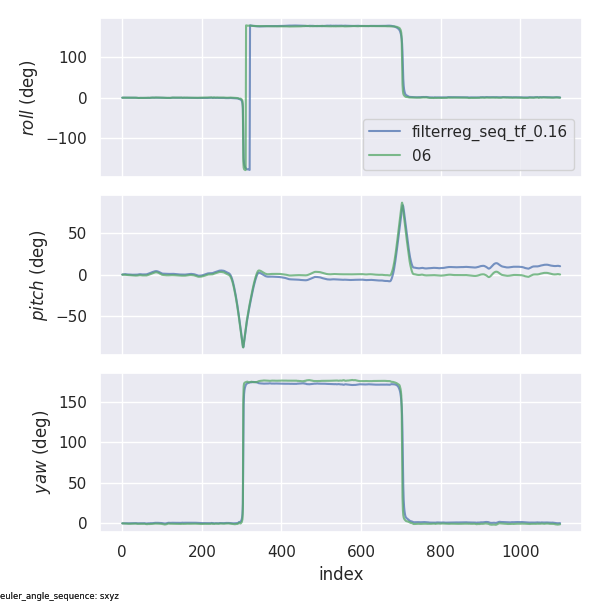 100
0
−100
roll (deg)
filterreg_seq_tf_0.16
06
50
0
−50
pitch (deg)
150
100
50
0
yaw (deg)
0
200
400
600
800
1000
index
euler_angle_sequence: sxyz